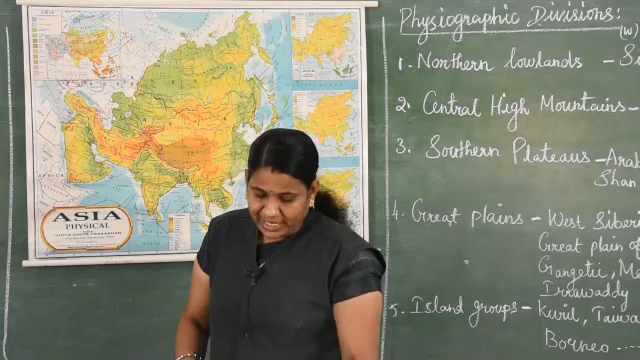 ASIA
PHYSICAL
Physiographic Divisions:
(W)
1. Northern lowlands - Si
2. Central High Mountains -
3. Southern Plateaus - Arab
Shan
4. Great plains - West Siberi
Great plain of
Gangetic, Me
Irrawaddy
5. Island groups - Kuril, Taiwa
Borneo ....